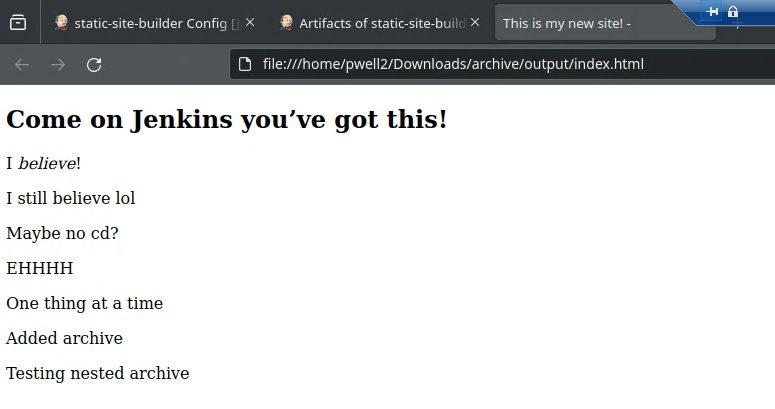 static-site-builder Config [J
Artifacts of static-site-build
This is my new site! -
file:///home/pwell2/Downloads/archive/output/index.html
Come on Jenkins you’ve got this!
I believe!
I still believe lol
Maybe no cd?
EHHHH
One thing at a time
Added archive
Testing nested archive